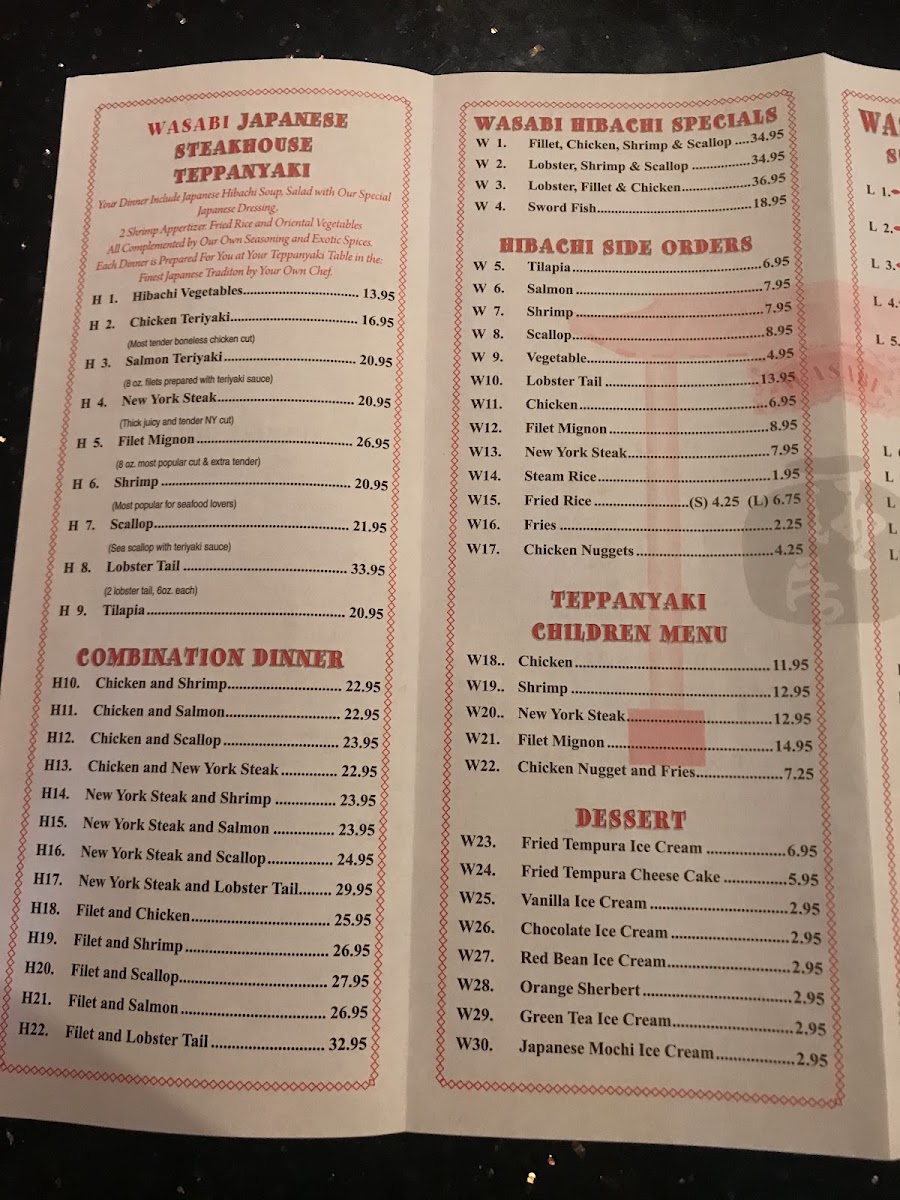 WASABI JAPANESE
STEAKHOUSE
TEPPANYAKI
Your Dinner Include Japanese Hibachi Soup, Salad with Our Special
Japanese Dressing,
2 Shrimp Appertizer. Fried Rice and Oriental Vegetables
All Complemented by Our Own Seasoning and Exotic Spices.
Each Dinner is Prepared For You at Your Teppanyaki Table in the:
Finest Japanese Traditon by Your Own Chef.
H 1. Hibachi Vegetables 13.95
H 2. Chicken Teriyaki 16.95
(Most tender boneless chicken cut)
H 3. Salmon Teriyaki 20.95
(8 oz. filets prepared with teriyaki sauce)
H 4. New York Steak 20.95
(Thick juicy and tender NY cut)
H 5. Filet Mignon 26.95
(8 oz. most popular cut & extra tender)
H 6. Shrimp 20.95
(Most popular for seafood lovers)
H 7. Scallop 21.95
(Sea scallop with teriyaki sauce)
H 8. Lobster Tail 33.95
(2 lobster tail, 6oz. each)
H 9. Tilapia 20.95
COMBINATION DINNER
H10. Chicken and Shrimp 22.95
H11. Chicken and Salmon 22.95
H12. Chicken and Scallop 23.95
H13. Chicken and New York Steak 22.95
H14. New York Steak and Shrimp 23.95
H15. New York Steak and Salmon 23.95
H16. New York Steak and Scallop 24.95
H17. New York Steak and Lobster Tail 29.95
H18. Filet and Chicken 25.95
H19. Filet and Shrimp 26.95
H20. Filet and Scallop 27.95
H21. Filet and Salmon 26.95
H22. Filet and Lobster Tail 32.95
WASABI HIBACHI SPECIALS
W 1. Fillet, Chicken, Shrimp & Scallop 34.95
W 2. Lobster, Shrimp & Scallop 34.95
W 3. Lobster, Fillet & Chicken 36.95
W 4. Sword Fish 18.95
HIBACHI SIDE ORDERS
W 5. Tilapia 6.95
W 6. Salmon 7.95
W 7. Shrimp 7.95
W 8. Scallop 8.95
W 9. Vegetable 4.95
W10. Lobster Tail 13.95
W11. Chicken 6.95
W12. Filet Mignon 8.95
W13. New York Steak 7.95
W14. Steam Rice 1.95
W15. Fried Rice (S) 4.25 (L) 6.75
W16. Fries 2.25
W17. Chicken Nuggets 4.25
TEPPANYAKI
CHILDREN MENU
W18.. Chicken 11.95
W19.. Shrimp 12.95
W20.. New York Steak 12.95
W21. Filet Mignon 14.95
W22. Chicken Nugget and Fries 7.25
DESSERT
W23. Fried Tempura Ice Cream 6.95
W24. Fried Tempura Cheese Cake 5.95
W25. Vanilla Ice Cream 2.95
W26. Chocolate Ice Cream 2.95
W27. Red Bean Ice Cream 2.95
W28. Orange Sherbert 2.95
W29. Green Tea Ice Cream 2.95
W30. Japanese Mochi Ice Cream 2.95
WASABI
WA
S
L 1.
L 2.
L 3.
L 4.
L 5.
L
L
L
L
L